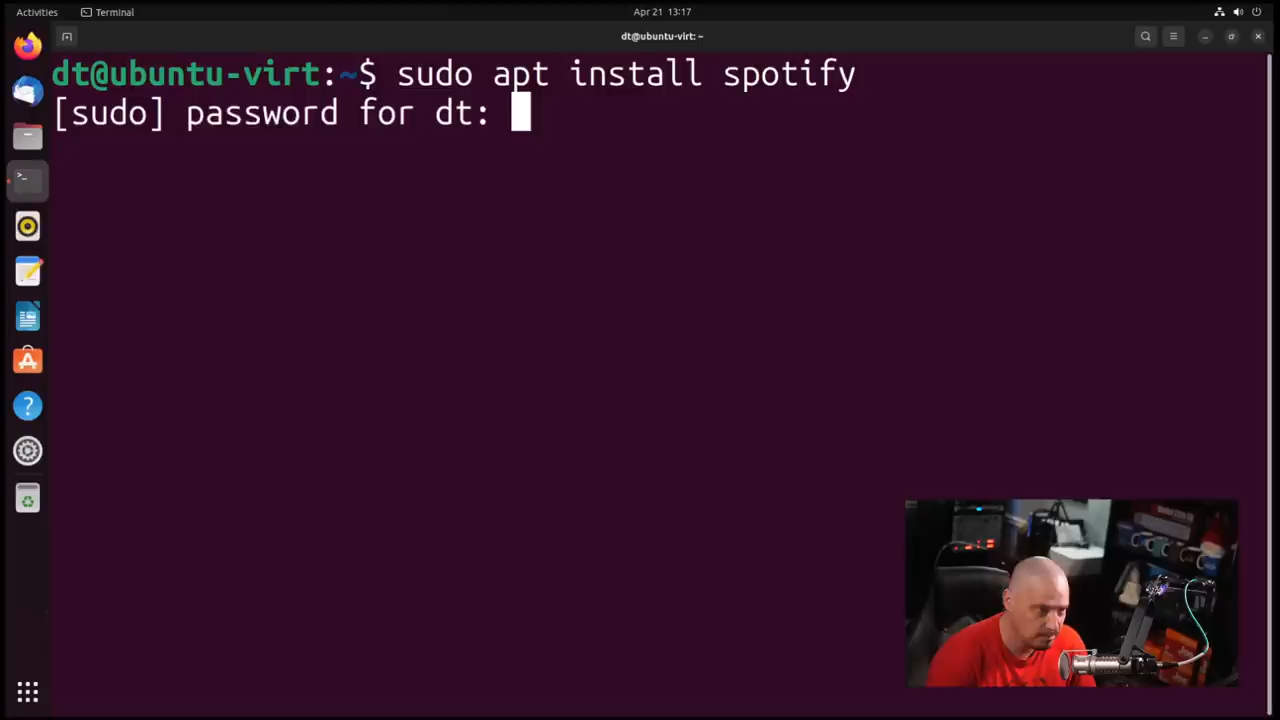 Activities
Terminal
Apr 21 13:17
dt@ubuntu-virt: ~
dt@ubuntu-virt:~$ sudo apt install spotify
[sudo] password for dt: